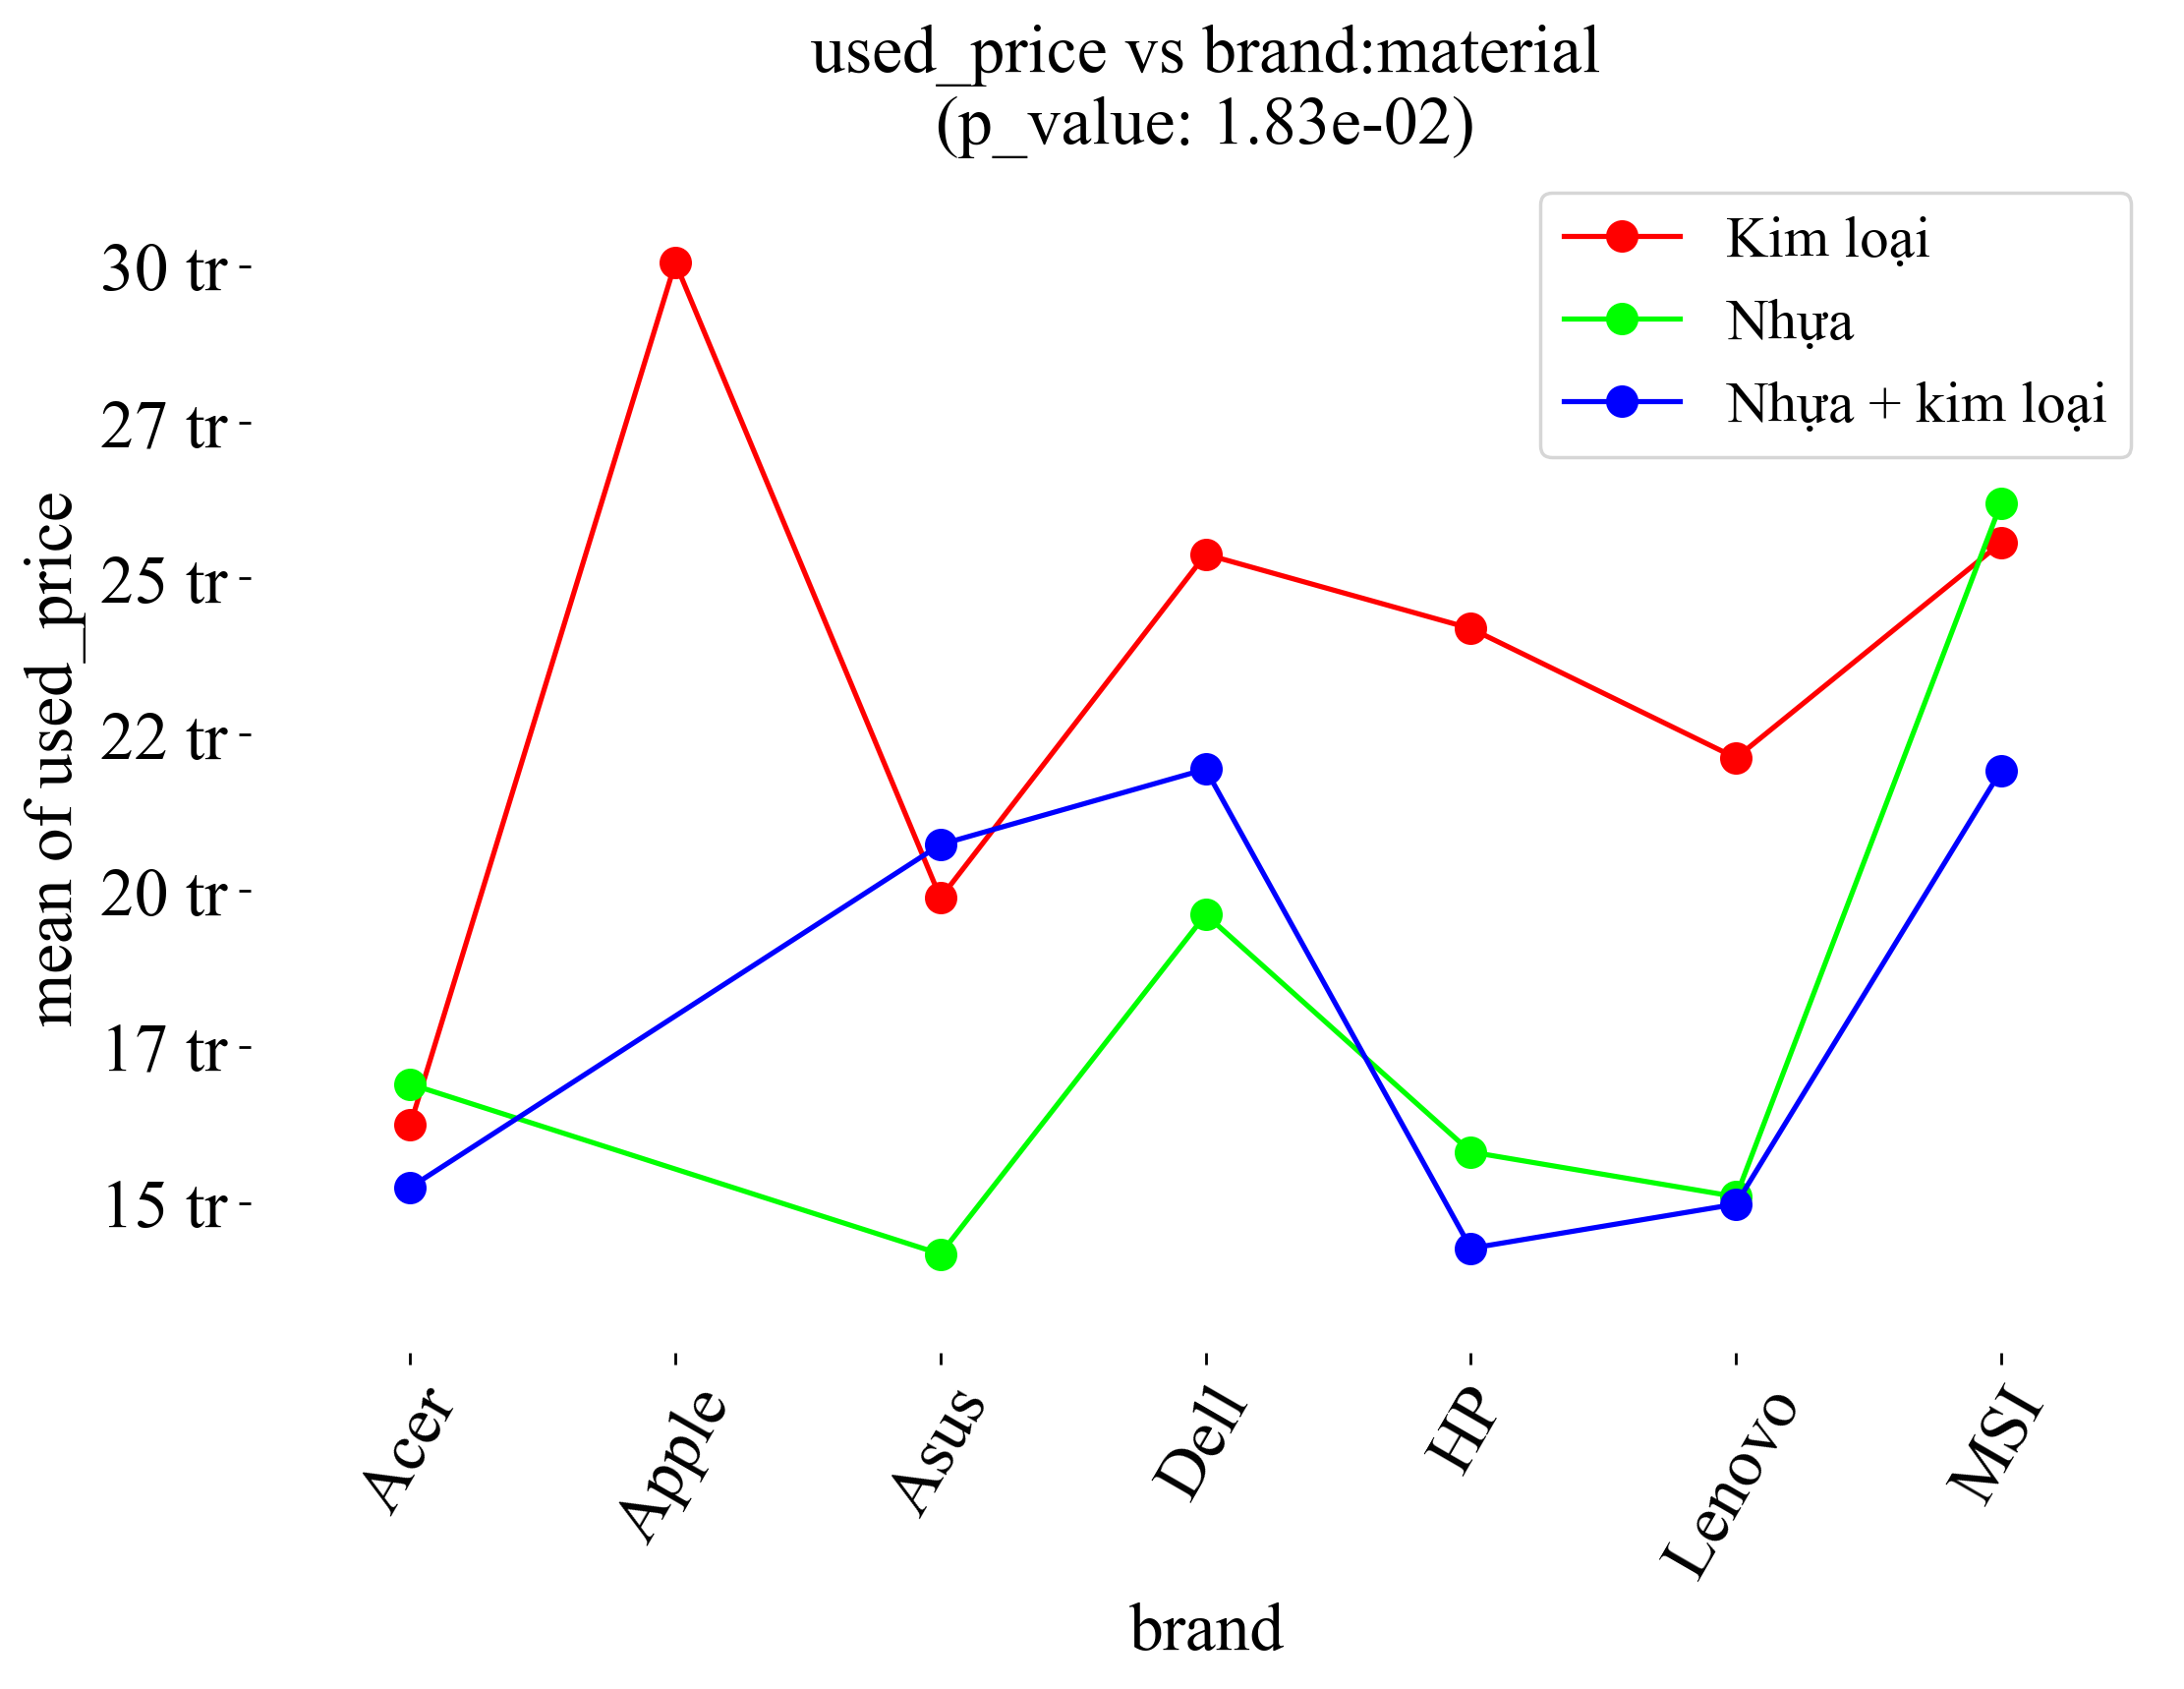 used_price vs brand:material
(p_value: 1.83e-02)
Kim loại
Nhựa
Nhựa + kim loại
mean of used_price
30 tr
27 tr
25 tr
22 tr
20 tr
17 tr
15 tr
Acer
Apple
Asus
Dell
HP
Lenovo
MSI
brand